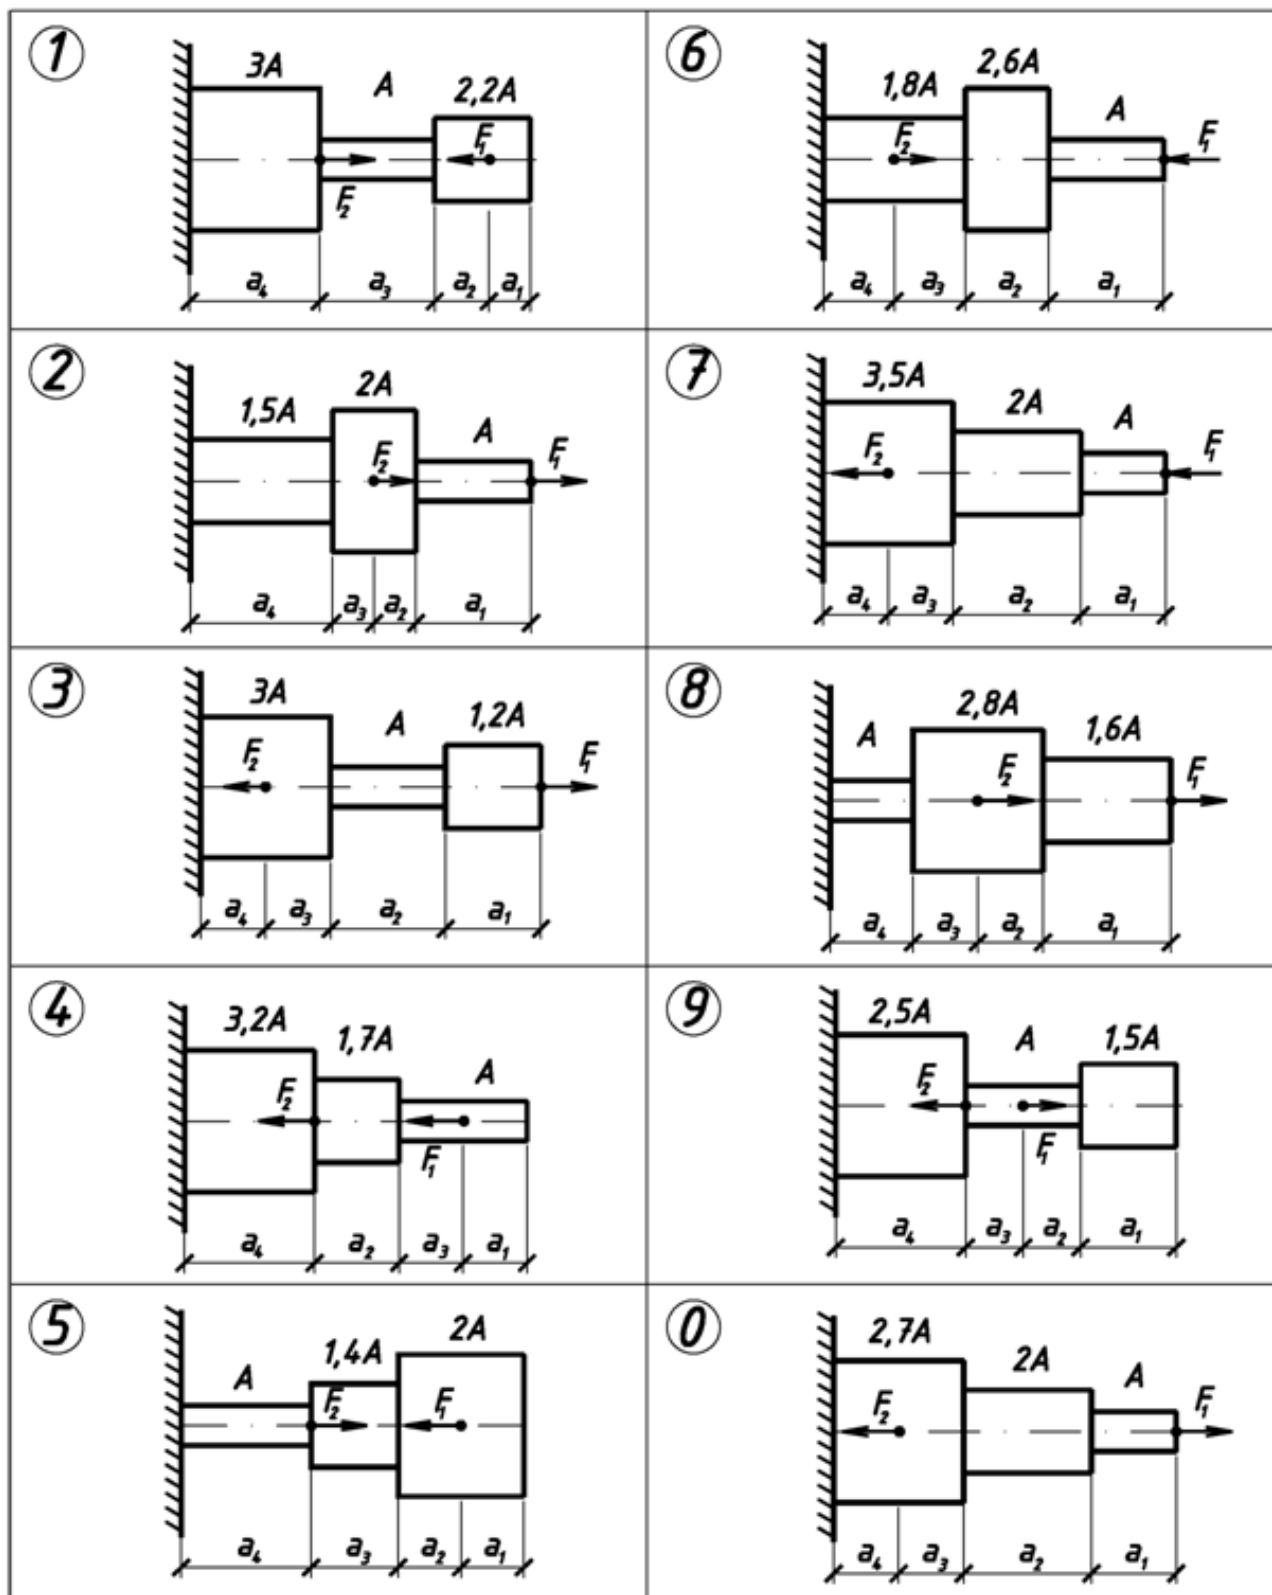 1
3A A 2,2A
F₁
F₂
a₄ a₃ a₂ a₁
6
1,8A 2,6A A
F₂ F₁
a₄ a₃ a₂ a₁
2
1,5A 2A A
F₂ F₁
a₄ a₃ a₂ a₁
7
3,5A 2A A
F₂ F₁
a₄ a₃ a₂ a₁
3
3A A 1,2A
F₂ F₁
a₄ a₃ a₂ a₁
8
A 2,8A 1,6A
F₂ F₁
a₄ a₃ a₂ a₁
4
3,2A 1,7A A
F₂ F₁
a₄ a₂ a₃ a₁
9
2,5A A 1,5A
F₂ F₁
a₄ a₃ a₂ a₁
5
A 1,4A 2A
F₂ F₁
a₄ a₃ a₂ a₁
0
2,7A 2A A
F₂ F₁
a₄ a₃ a₂ a₁